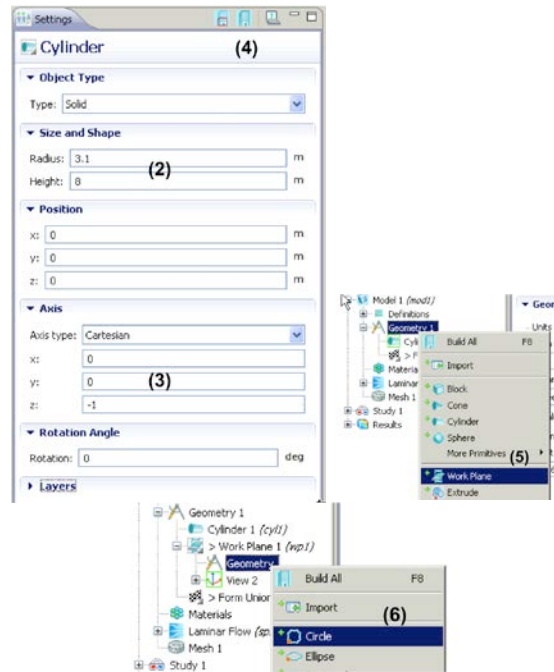 Settings
Cylinder
(4)
Object Type
Type: Solid
Size and Shape
Radius: 3.1 m
(2)
Height: 8 m
Position
x: 0 m
y: 0 m
z: 0 m
Axis
Axis type: Cartesian
x: 0
y: 0
(3)
z: -1
Rotation Angle
Rotation: 0 deg
Layers
Model 1 (mod1)
Definitions
Geometry 1
Cyli
> F
Materia
Laminar
Mesh 1
Study 1
Results
Geor
Units
Build All F8
Import
Block
Cone
Cylinder
Sphere
More Primitives
(5)
Work Plane
Extrude
Geometry 1
Cylinder 1 (cyl1)
> Work Plane 1 (wp1)
Geometry
View 2
> Form Union
Materials
Laminar Flow (sp
Mesh 1
Study 1
Build All F8
Import
(6)
Circle
Ellipse